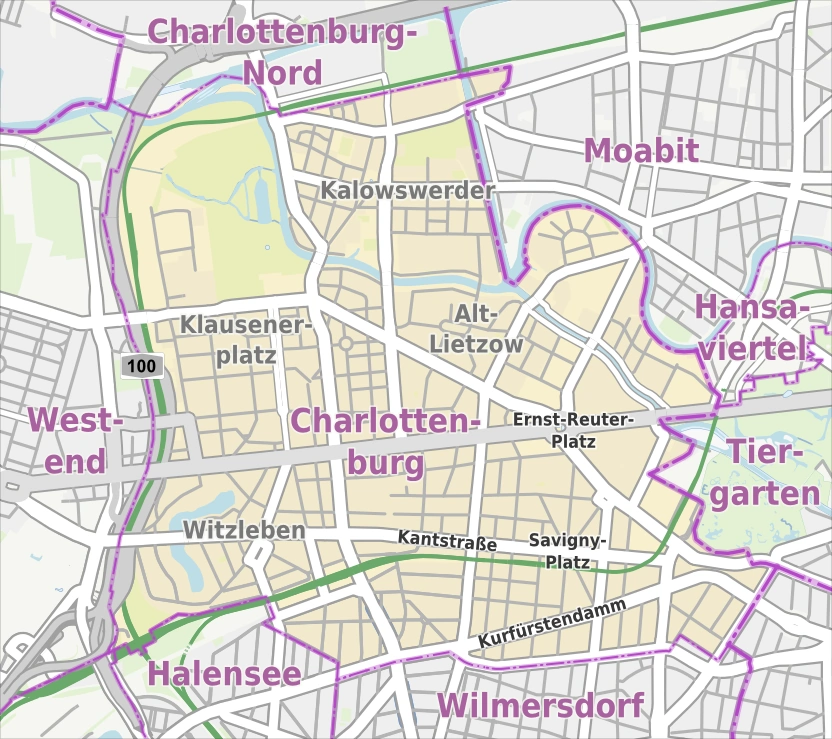 Charlottenburg-
Nord
Moabit
Kalowswerder
Hansa-
viertel
Alt-
Lietzow
Klausener-
platz
100
West-
end
Charlotten-
burg
Ernst-Reuter-
Platz
Tier-
garten
Witzleben
Kantstraße
Savigny-
Platz
Kurfürstendamm
Halensee
Wilmersdorf